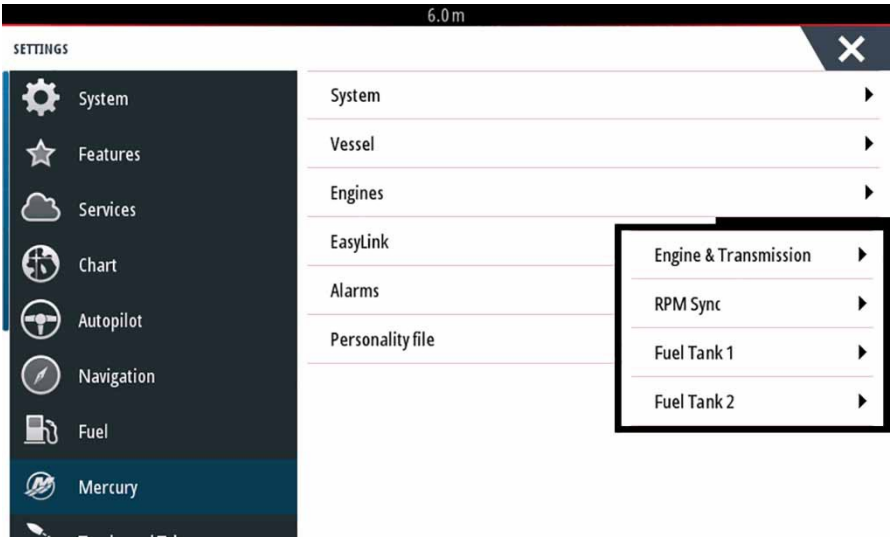 6.0 m
SETTINGS
System
Features
Services
Chart
Autopilot
Navigation
Fuel
Mercury
System
Vessel
Engines
EasyLink
Alarms
Personality file
Engine & Transmission
RPM Sync
Fuel Tank 1
Fuel Tank 2